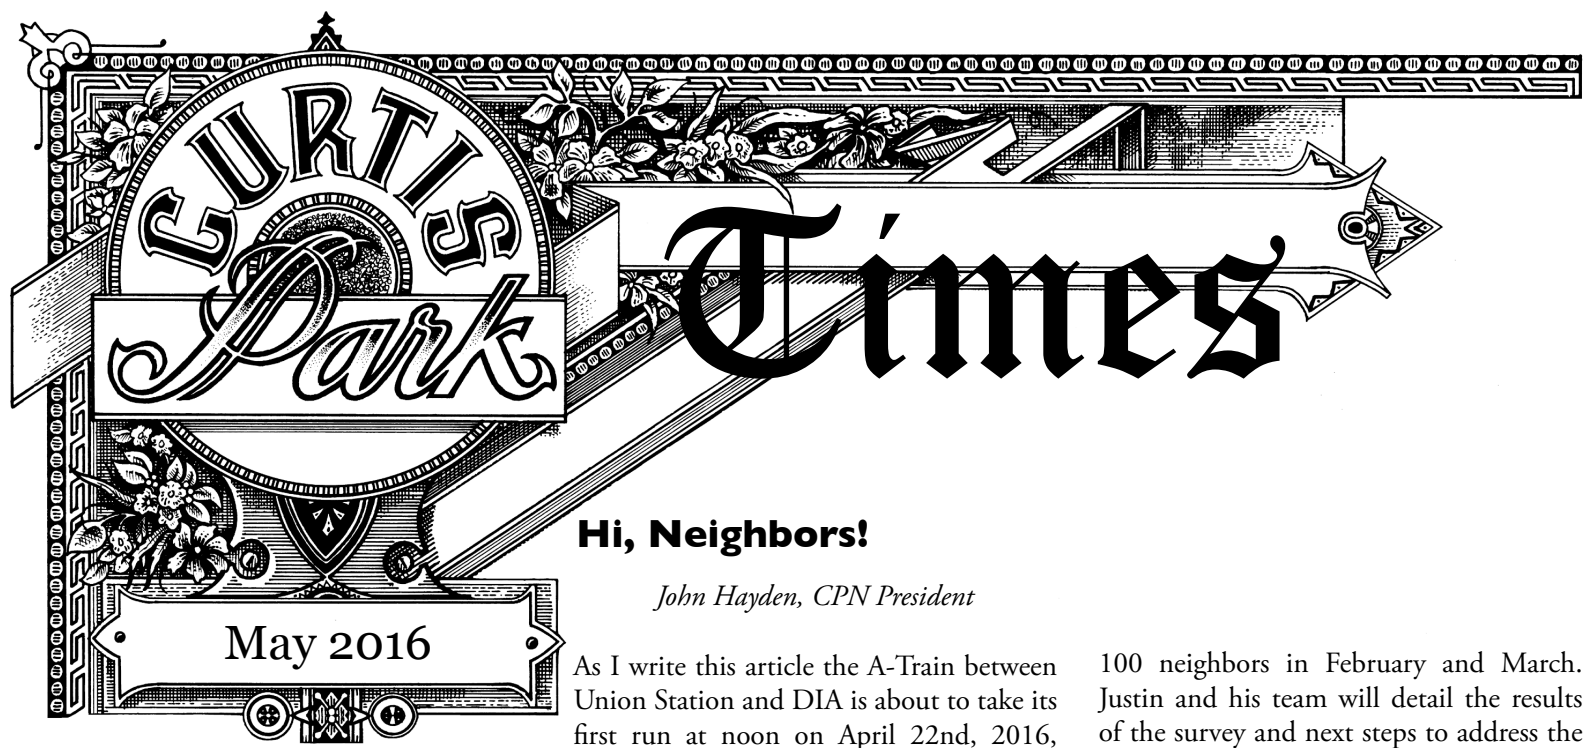 CURTIS
Park
Times
May 2016
Hi, Neighbors!
John Hayden, CPN President
As I write this article the A-Train between
Union Station and DIA is about to take its
first run at noon on April 22nd, 2016,
100 neighbors in February and March.
Justin and his team will detail the results
of the survey and next steps to address the